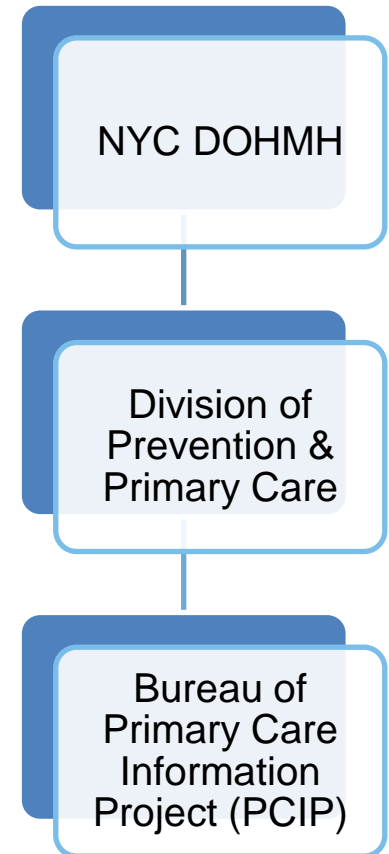 NYC DOHMH
Division of
Prevention &
Primary Care
Bureau of
Primary Care
Information
Project (PCIP)